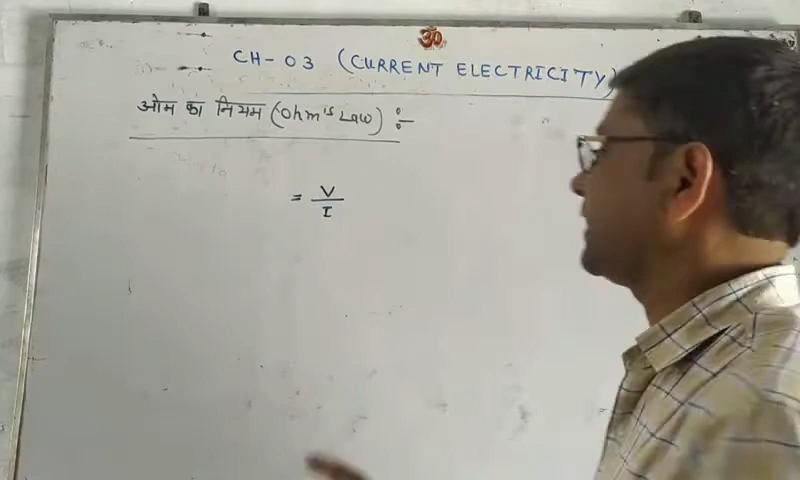 ॐ
CH-03 (CURRENT ELECTRICITY)
ओम का नियम (Ohm's Law) :-
= V/I